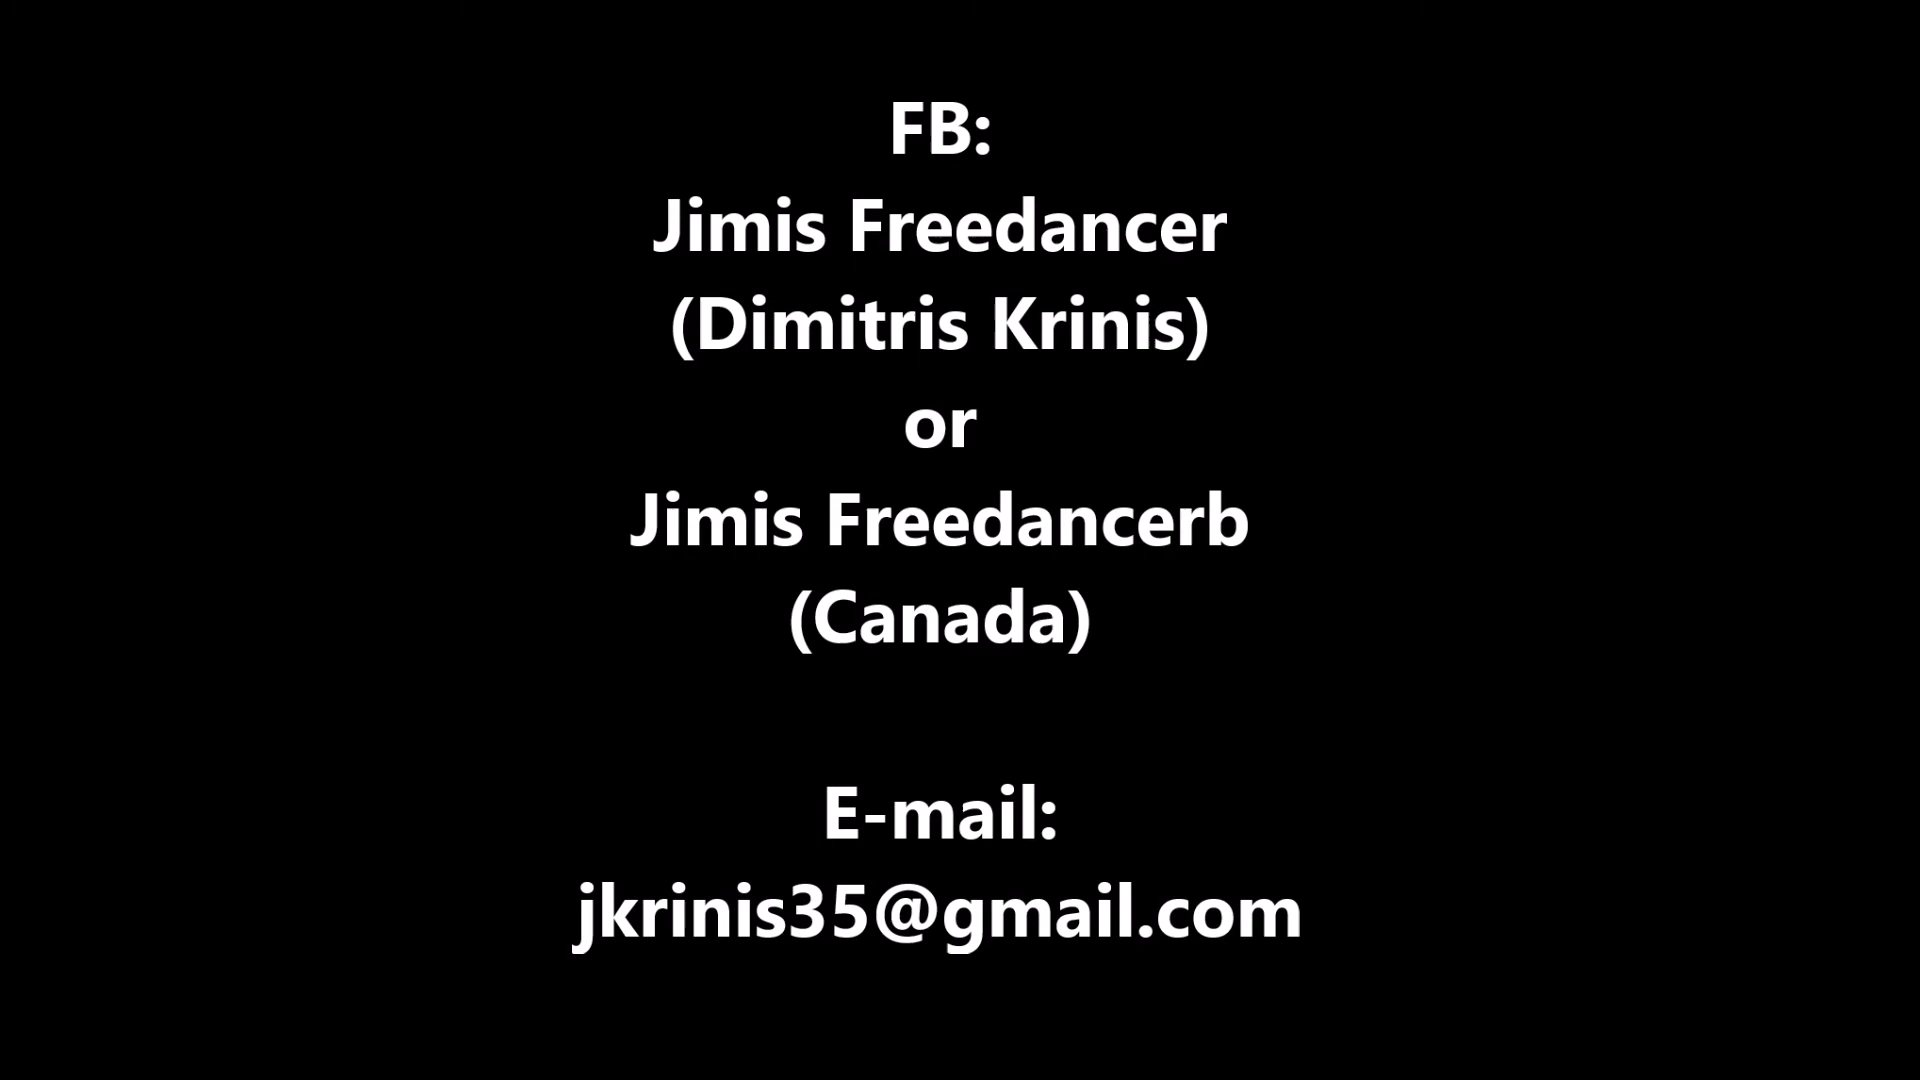 FB:
Jimis Freedancer
(Dimitris Krinis)
or
Jimis Freedancerb
(Canada)
E-mail:
jkrinis35@gmail.com